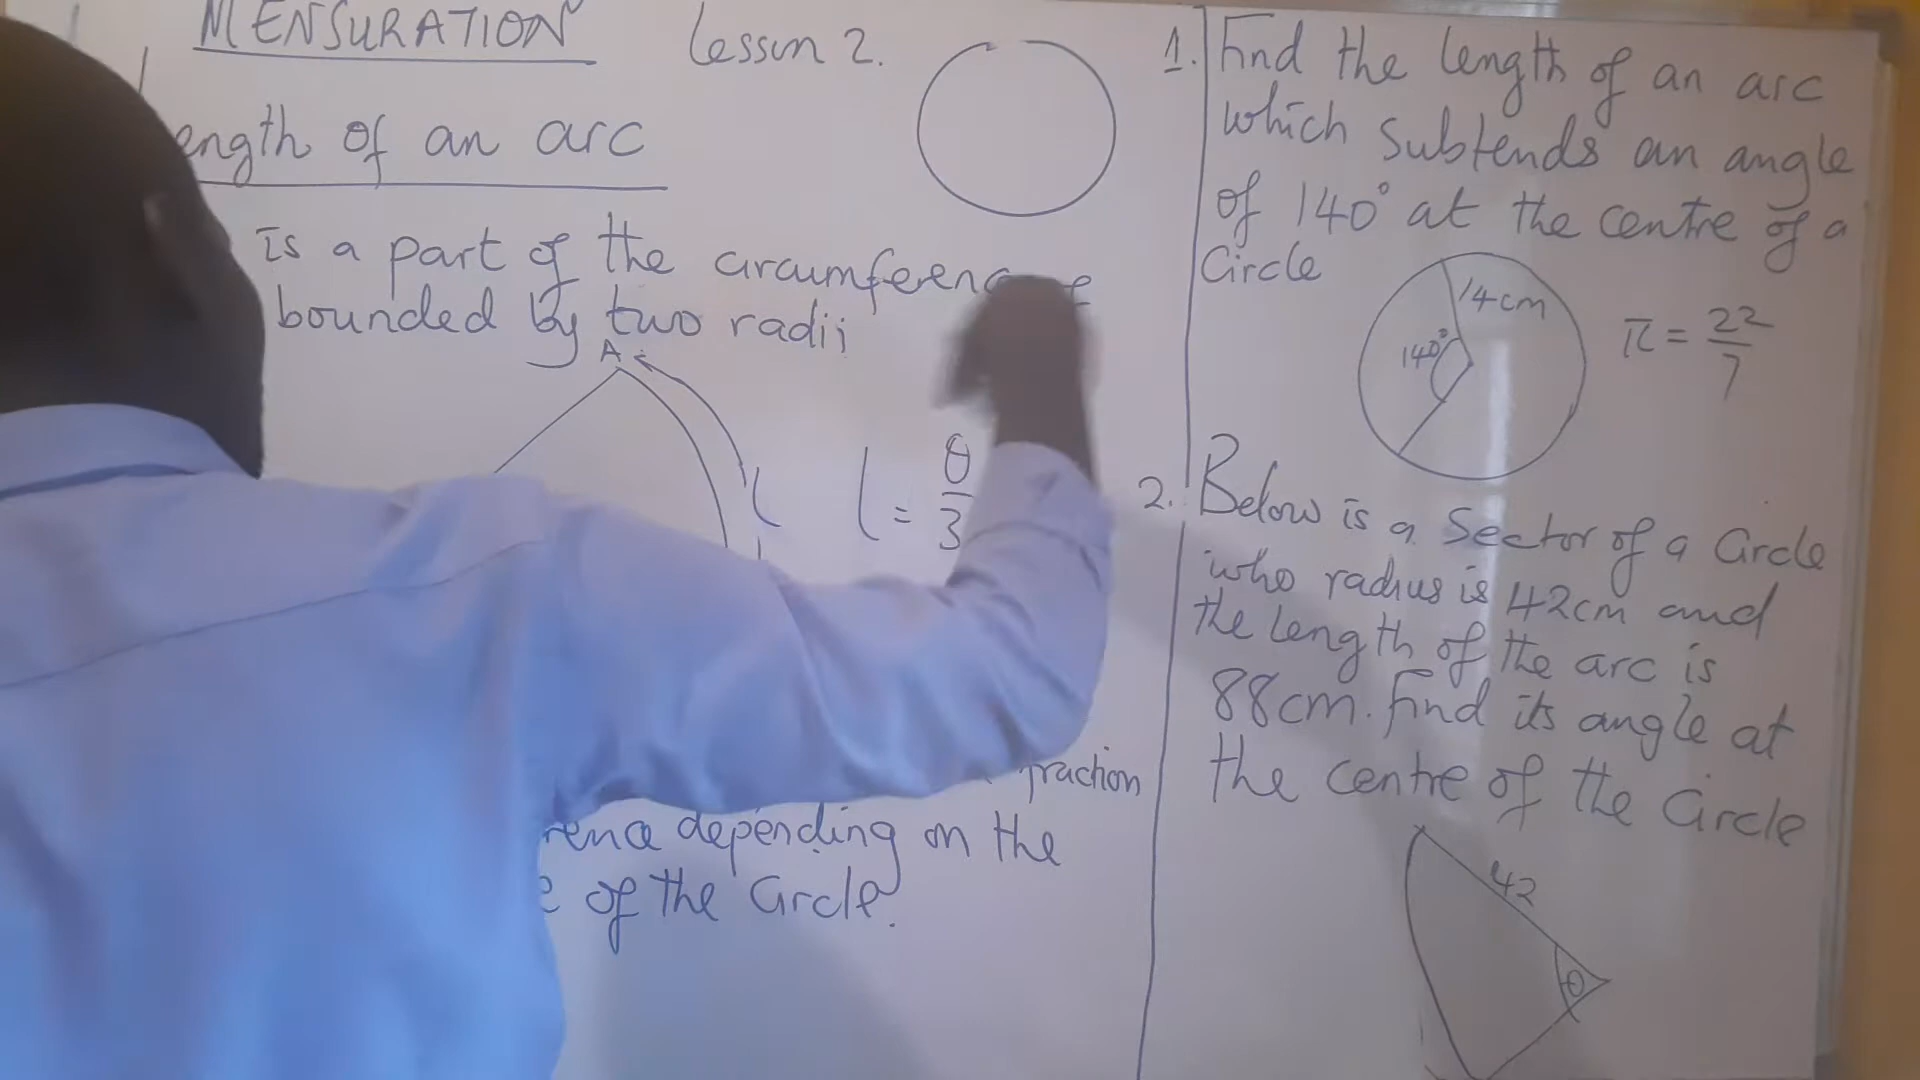 MENSURATION Lesson 2.
ength of an arc
is a part of the circumference
bounded by two radii
A
l
l = θ
3
fraction
rence depending on the
e of the Circle.
1. Find the length of an arc
which subtends an angle
of 140° at the centre of a
Circle
14cm
140°
π = 22
7
2. Below is a Sector of a Circle
who radius is 42cm and
the length of the arc is
88cm. Find its angle at
the centre of the Circle
42
θ